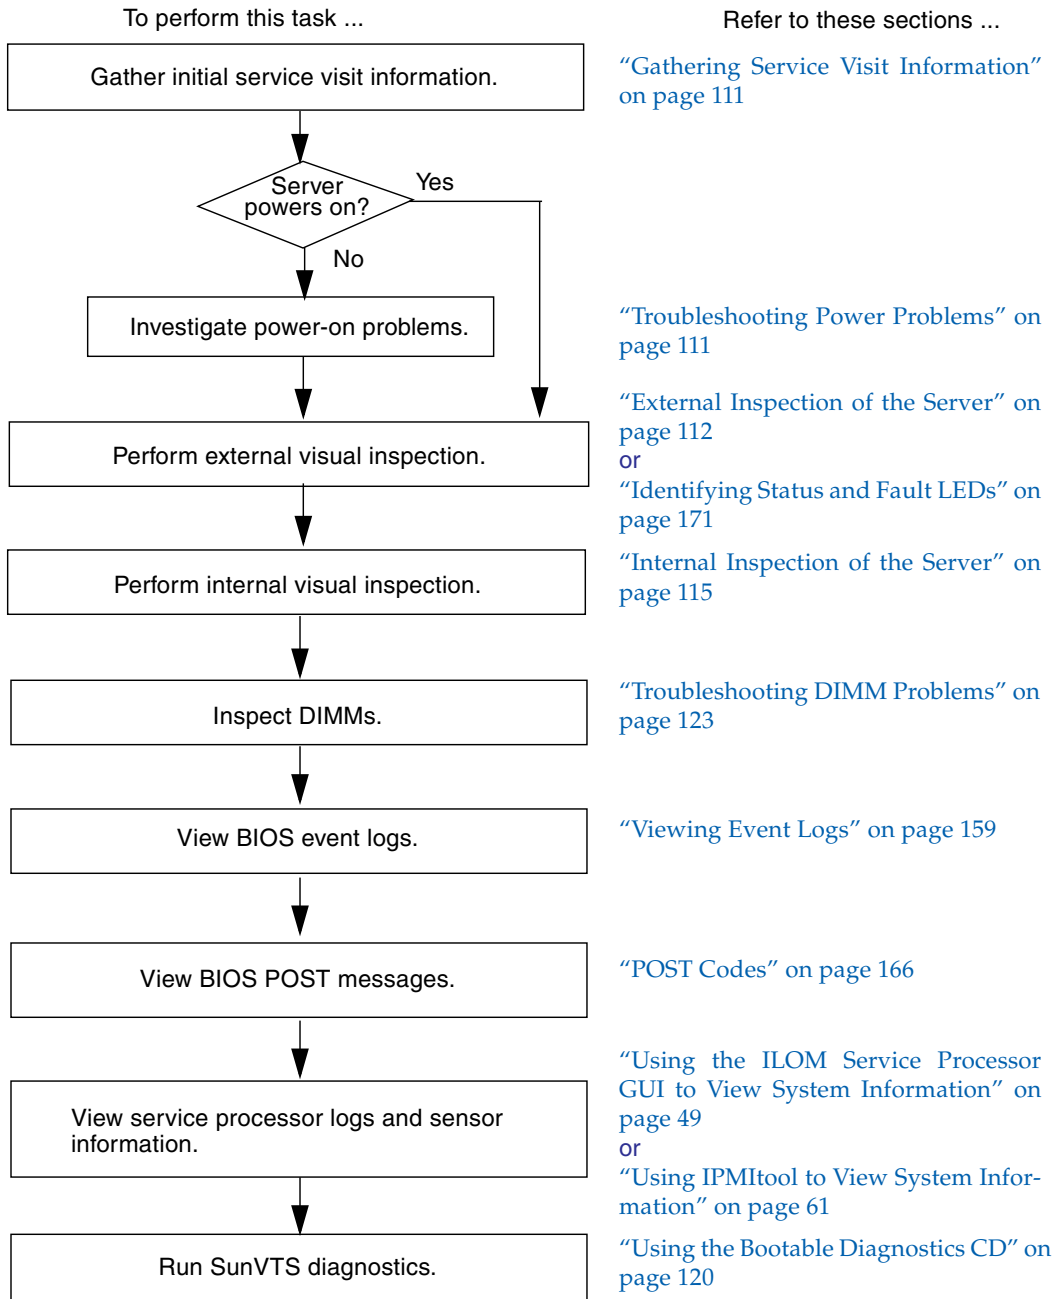 To perform this task ...
Refer to these sections ...
Gather initial service visit information.
“Gathering Service Visit Information”
on page 111
Server
powers on?
Yes
No
Investigate power-on problems.
“Troubleshooting Power Problems” on
page 111
Perform external visual inspection.
“External Inspection of the Server” on
page 112
or
“Identifying Status and Fault LEDs” on
page 171
Perform internal visual inspection.
“Internal Inspection of the Server” on
page 115
Inspect DIMMs.
“Troubleshooting DIMM Problems” on
page 123
View BIOS event logs.
“Viewing Event Logs” on page 159
View BIOS POST messages.
“POST Codes” on page 166
View service processor logs and sensor
information.
“Using the ILOM Service Processor
GUI to View System Information” on
page 49
or
“Using IPMItool to View System Infor-
mation” on page 61
Run SunVTS diagnostics.
“Using the Bootable Diagnostics CD” on
page 120